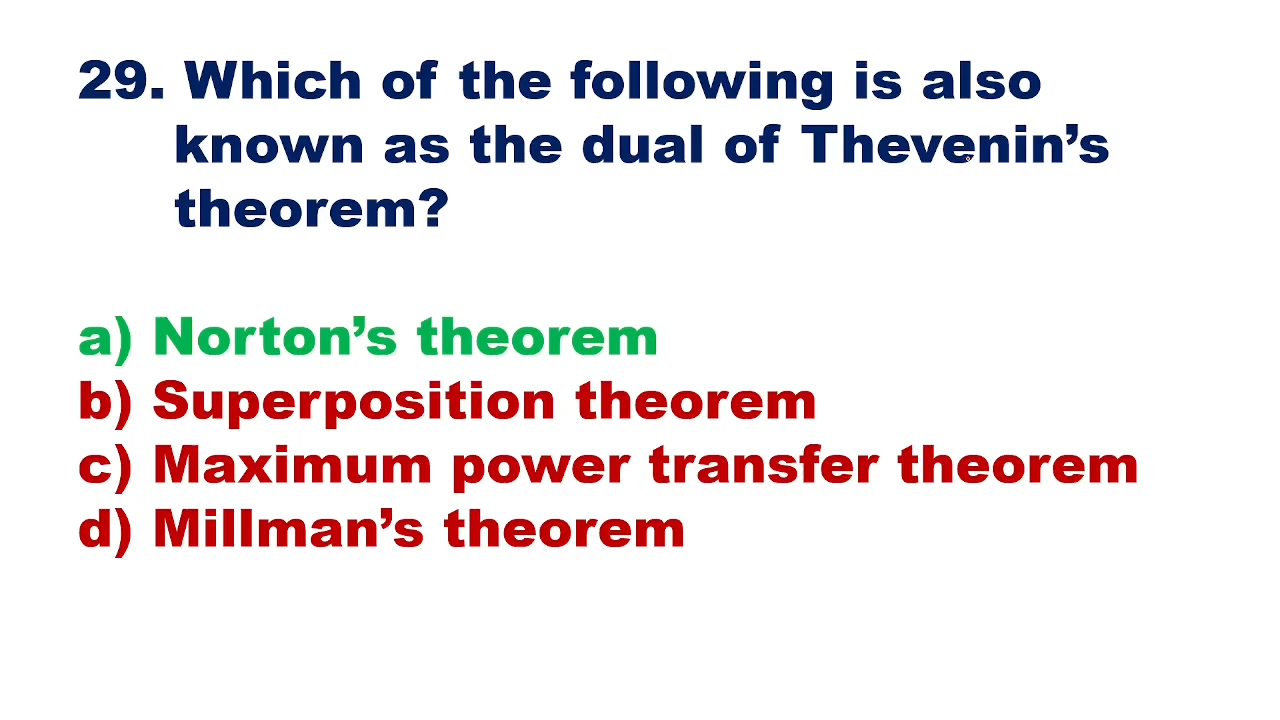 29. Which of the following is also
known as the dual of Thevenin’s
theorem?
a) Norton’s theorem
b) Superposition theorem
c) Maximum power transfer theorem
d) Millman’s theorem